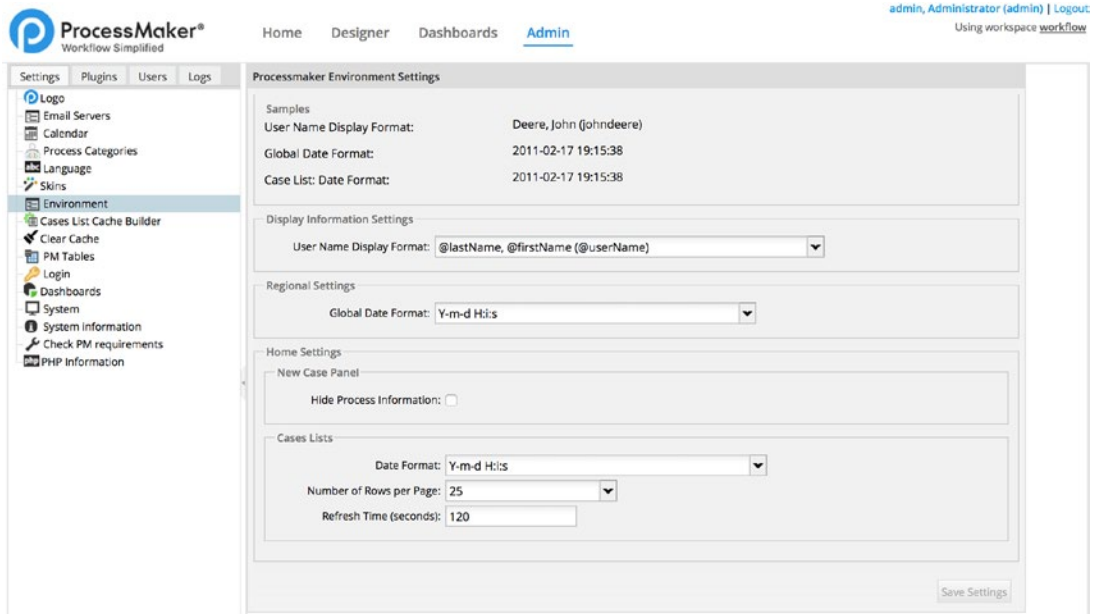 admin, Administrator (admin) | Logout
ProcessMaker®
Workflow Simplified
Home Designer Dashboards Admin
Using workspace workflow
Settings Plugins Users Logs
Logo
Email Servers
Calendar
Process Categories
abc Language
Skins
Environment
Cases List Cache Builder
Clear Cache
PM Tables
Login
Dashboards
System
System information
Check PM requirements
php PHP Information
Processmaker Environment Settings
Samples
User Name Display Format: Deere, John (johndeere)
Global Date Format: 2011-02-17 19:15:38
Case List: Date Format: 2011-02-17 19:15:38
Display Information Settings
User Name Display Format: @lastName, @firstName (@userName)
Regional Settings
Global Date Format: Y-m-d H:i:s
Home Settings
New Case Panel
Hide Process Information:
Cases Lists
Date Format: Y-m-d H:i:s
Number of Rows per Page: 25
Refresh Time (seconds): 120
Save Settings